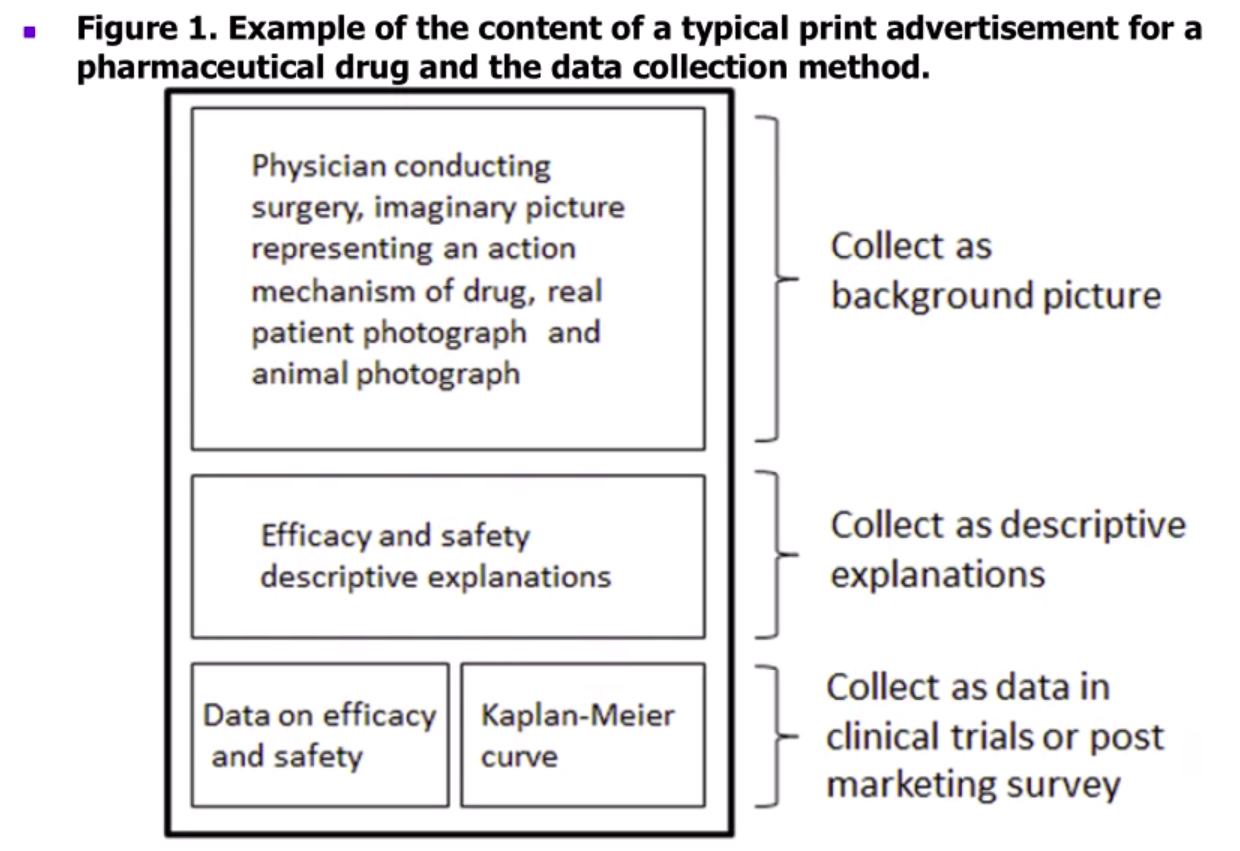 Figure 1. Example of the content of a typical print advertisement for a
pharmaceutical drug and the data collection method.
Physician conducting
surgery, imaginary picture
representing an action
mechanism of drug, real
patient photograph and
animal photograph
Collect as
background picture
Efficacy and safety
descriptive explanations
Collect as descriptive
explanations
Data on efficacy
and safety
Kaplan-Meier
curve
Collect as data in
clinical trials or post
marketing survey